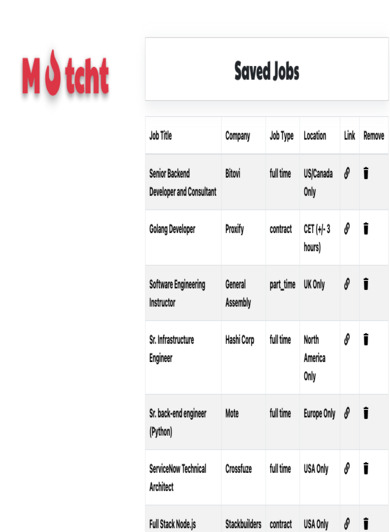 M tcht
Saved Jobs
Job Title Company Job Type Location Link Remove
Senior Backend Bitovi full time US/Canada
Developer and Consultant Only
Golang Developer Proxify contract CET (+/- 3
hours)
Software Engineering General part_time UK Only
Instructor Assembly
Sr. Infrastructure Hashi Corp full time North
Engineer America
Only
Sr. back-end engineer Mote full time Europe Only
(Python)
ServiceNow Technical Crossfuze full time USA Only
Architect
Full Stack Node.js Stackbuilders contract USA Only